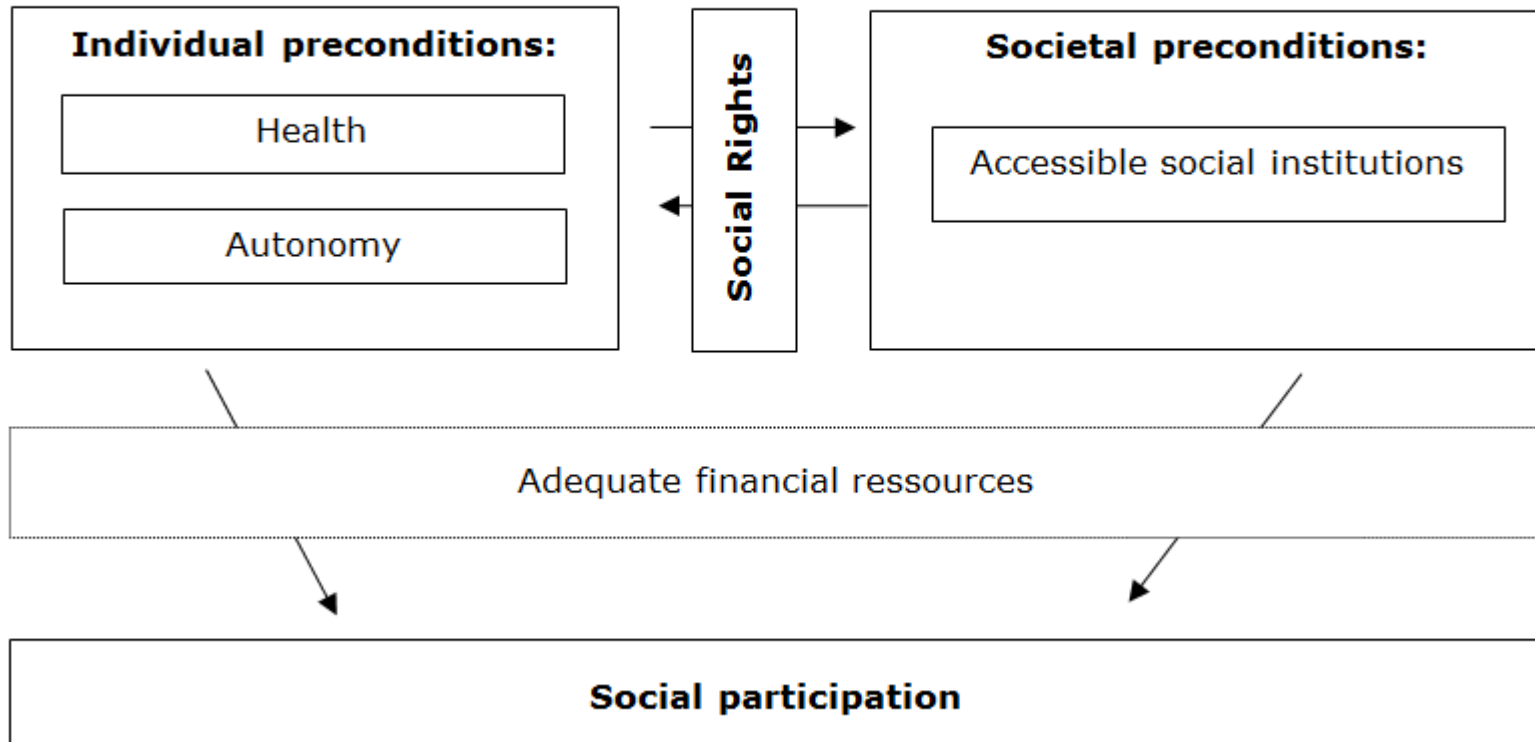 Individual preconditions:
Health
Autonomy
Social Rights
Societal preconditions:
Accessible social institutions
Adequate financial ressources
Social participation